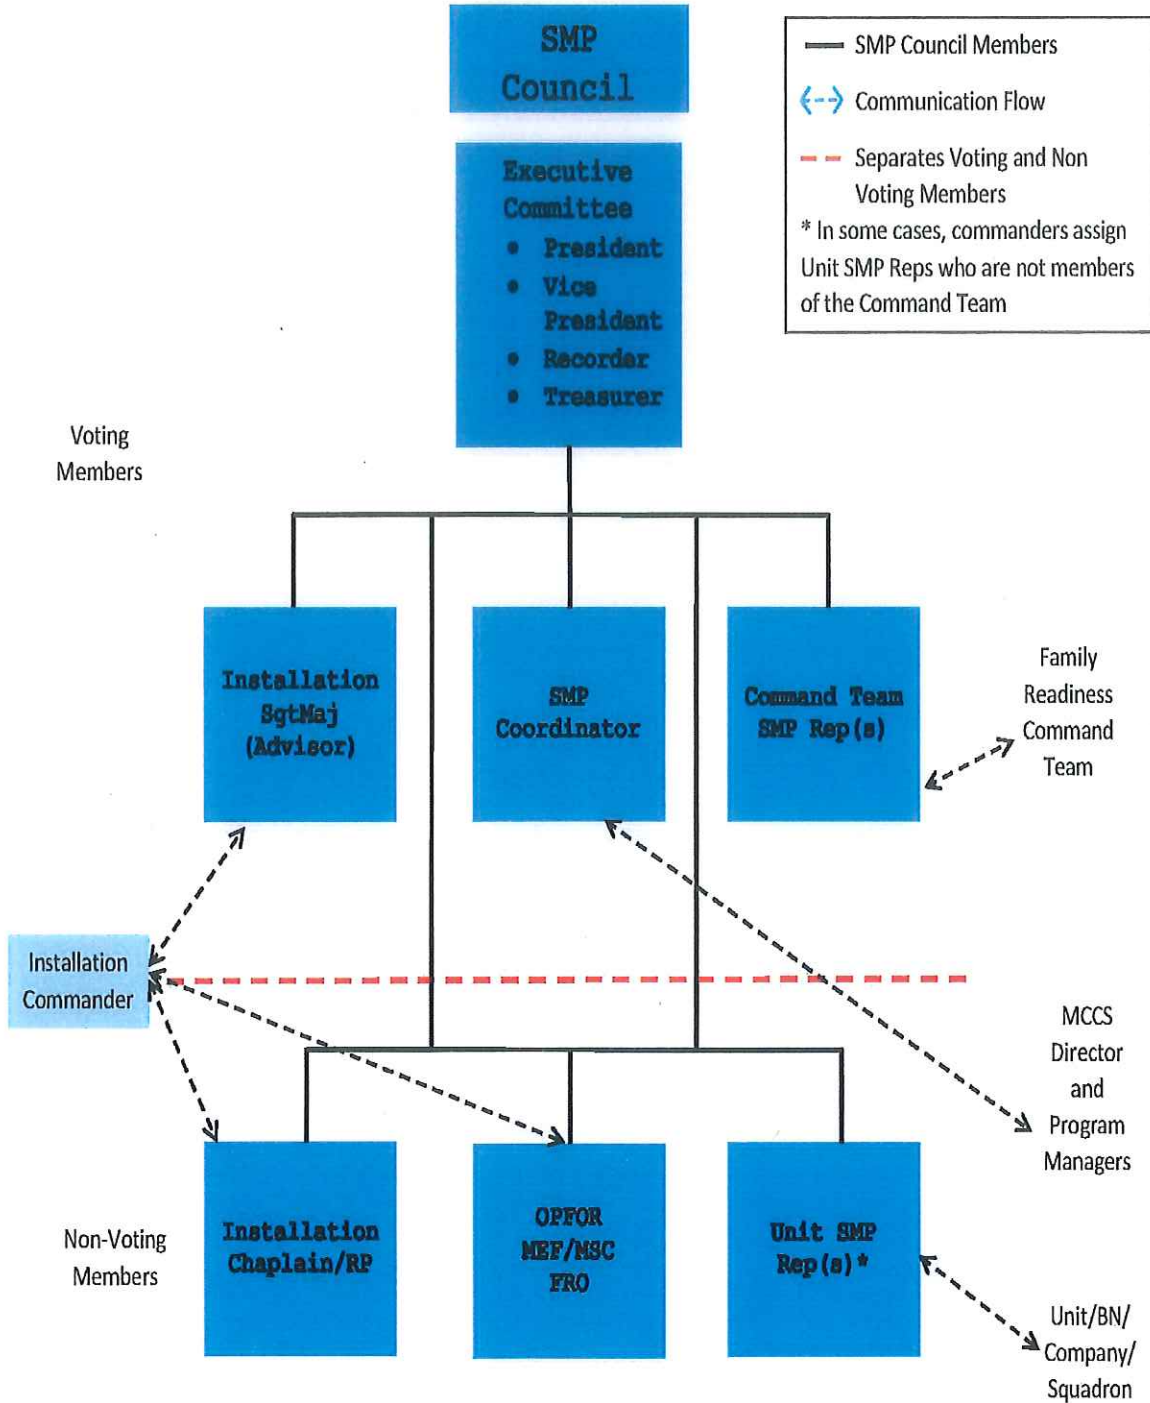 SMP
Council
SMP Council Members
Communication Flow
Separates Voting and Non
Voting Members
* In some cases, commanders assign
Unit SMP Reps who are not members
of the Command Team
Executive
Committee
• President
• Vice
President
• Recorder
• Treasurer
Voting
Members
Installation
SgtMaj
(Advisor)
SMP
Coordinator
Command Team
SMP Rep(s)
Family
Readiness
Command
Team
Installation
Commander
MCCS
Director
and
Program
Managers
Non-Voting
Members
Installation
Chaplain/RP
OPFOR
MEF/MSC
FRO
Unit SMP
Rep(s)*
Unit/BN/
Company/
Squadron